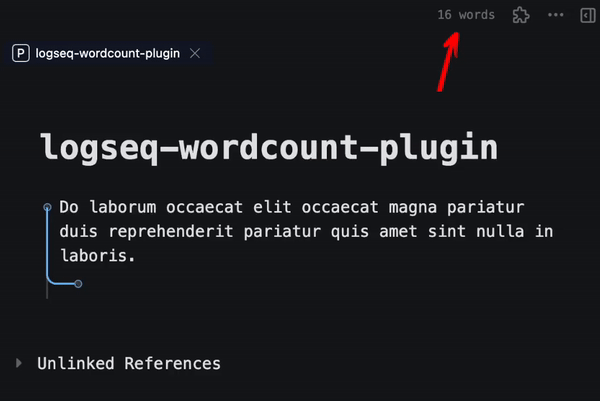 16 words
P logseq-wordcount-plugin
logseq-wordcount-plugin
Do laborum occaecat elit occaecat magna pariatur
duis reprehenderit pariatur quis amet sint nulla in
laboris.
Unlinked References